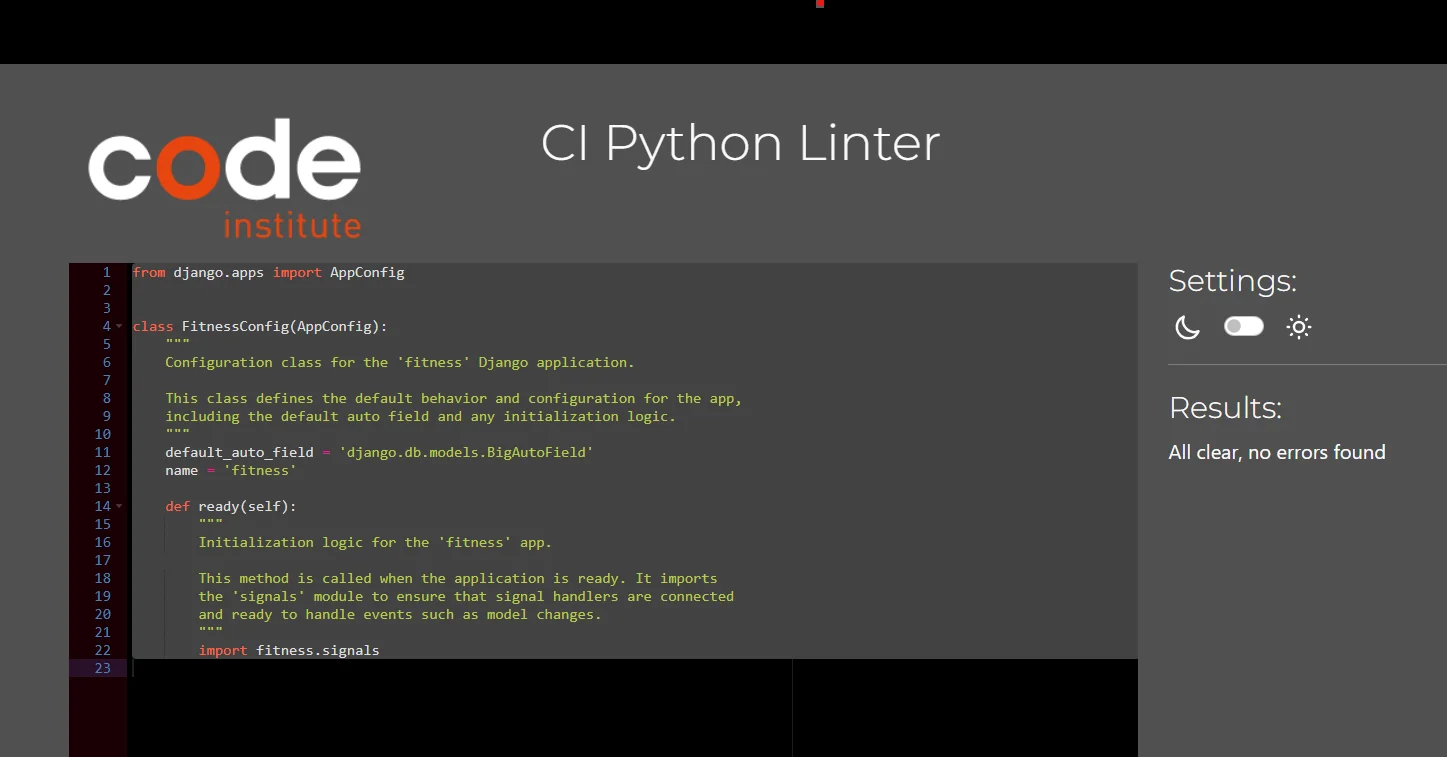 code
institute
CI Python Linter
1 from django.apps import AppConfig
2
3
4 class FitnessConfig(AppConfig):
5     """
6     Configuration class for the 'fitness' Django application.
7
8     This class defines the default behavior and configuration for the app,
9     including the default auto field and any initialization logic.
10     """
11     default_auto_field = 'django.db.models.BigAutoField'
12     name = 'fitness'
13
14     def ready(self):
15         """
16         Initialization logic for the 'fitness' app.
17
18         This method is called when the application is ready. It imports
19         the 'signals' module to ensure that signal handlers are connected
20         and ready to handle events such as model changes.
21         """
22         import fitness.signals
23
Settings:
Results:
All clear, no errors found